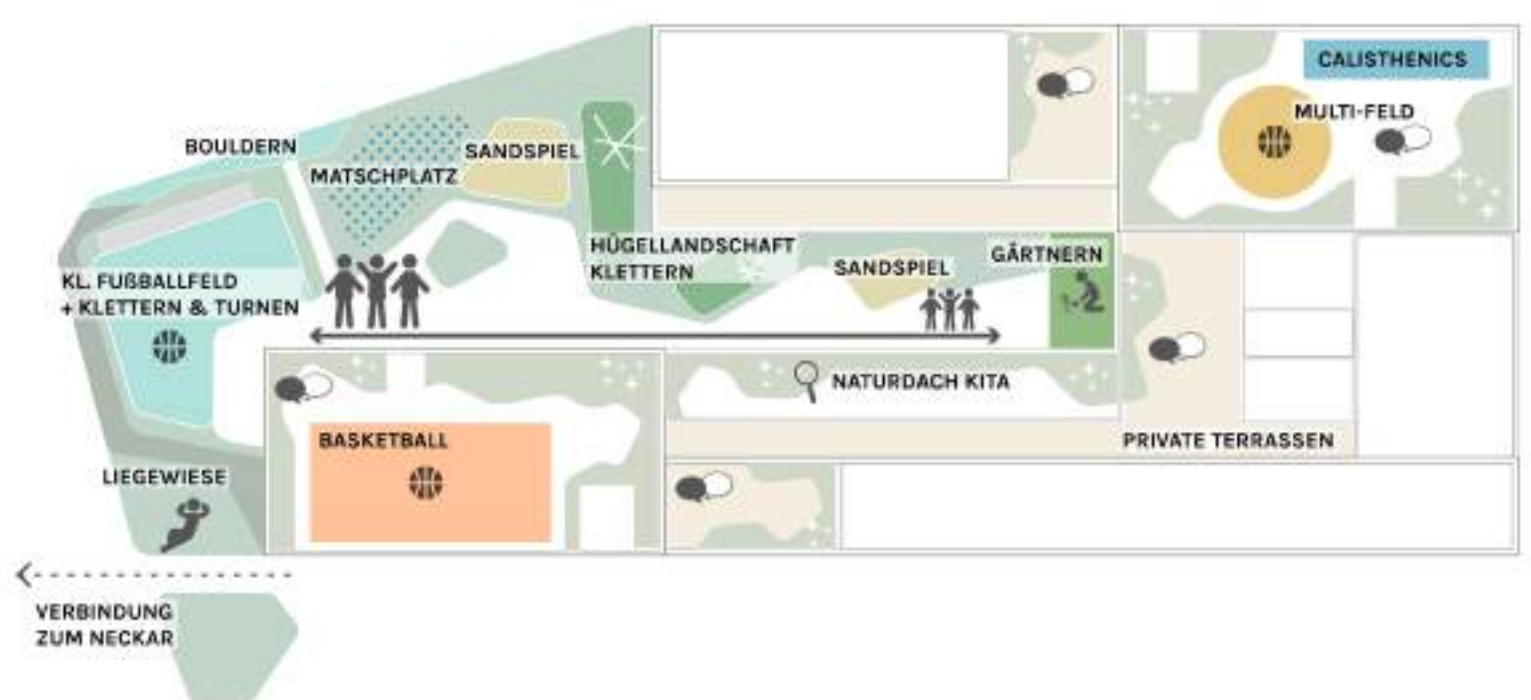 CALISTHENICS
MULTI-FELD
BOULDERN
SANDSPIEL
MATSCHPLATZ
HÜGELLANDSCHAFT
KLETTERN
SANDSPIEL
GÄRTNERN
KL. FUßBALLFELD
+ KLETTERN & TURNEN
NATURDACH KITA
BASKETBALL
PRIVATE TERRASSEN
LIEGEWIESE
VERBINDUNG
ZUM NECKAR